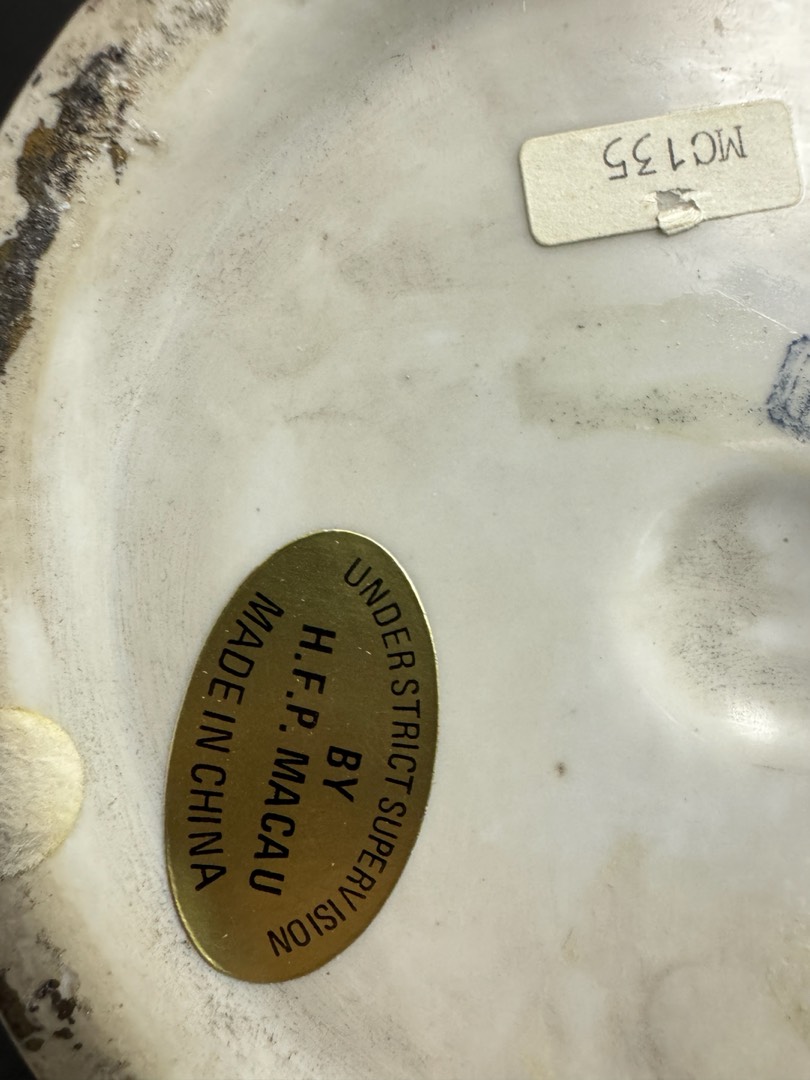 MC135
UNDER STRICT SUPERVISION
BY
H.F.P. MACAU
MADE IN CHINA